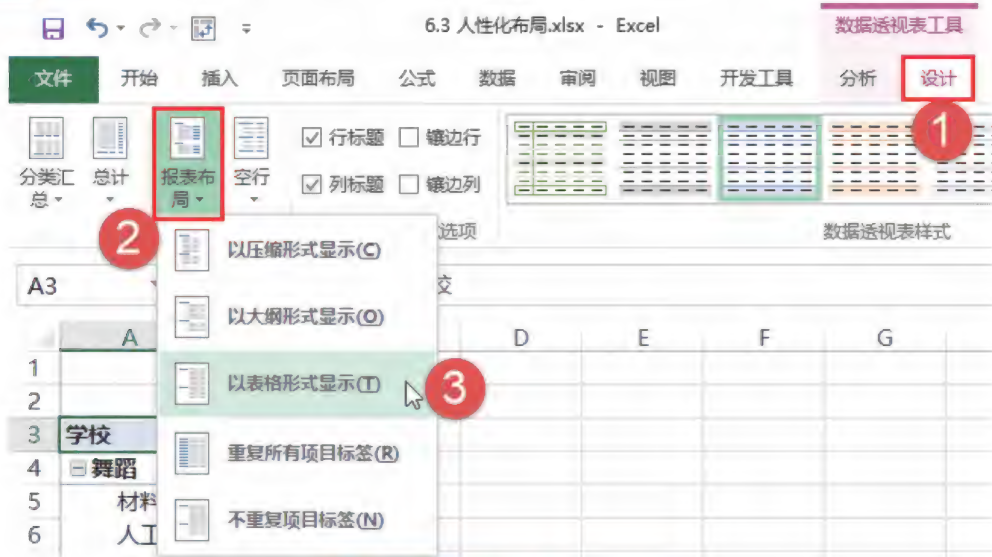 6.3 人性化布局.xlsx - Excel
数据透视表工具
文件 开始 插入 页面布局 公式 数据 审阅 视图 开发工具 分析 设计
1
分类汇
总
总计
报表布
局
空行
行标题 镶边行
列标题 镶边列
2
选项
数据透视表样式
以压缩形式显示(C)
A3
以大纲形式显示(O)
A D E F G
1
以表格形式显示(T)
3
2
3 学校
重复所有项目标签(R)
4 舞蹈
5 材料
不重复项目标签(N)
6 人工